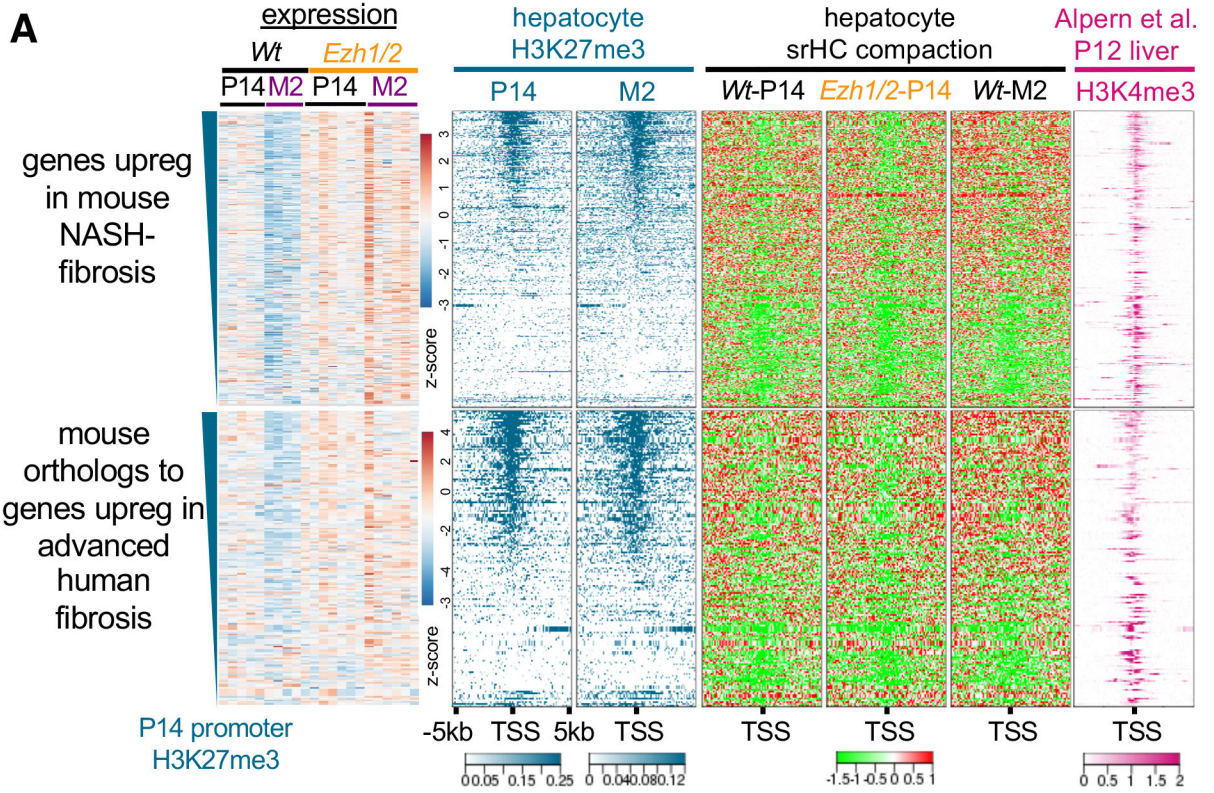 A
expression
Wt
Ezh1/2
P14
M2
P14
M2
hepatocyte
H3K27me3
P14
M2
hepatocyte
srHC compaction
Wt-P14
Ezh1/2-P14
Wt-M2
Alpern et al.
P12 liver
H3K4me3
genes upreg
in mouse
NASH-
fibrosis
3
2
1
0
-1
-2
-3
z-score
mouse
orthologs to
genes upreg in
advanced
human
fibrosis
4
2
0
-2
-4
-3
z-score
P14 promoter
H3K27me3
-5kb
TSS
5kb
TSS
TSS
TSS
TSS
TSS
0 0.05 0.15 0.25
0 0.040.080.12
-1.5-1-0.5 0 0.5 1
0 0.5 1 1.5 2